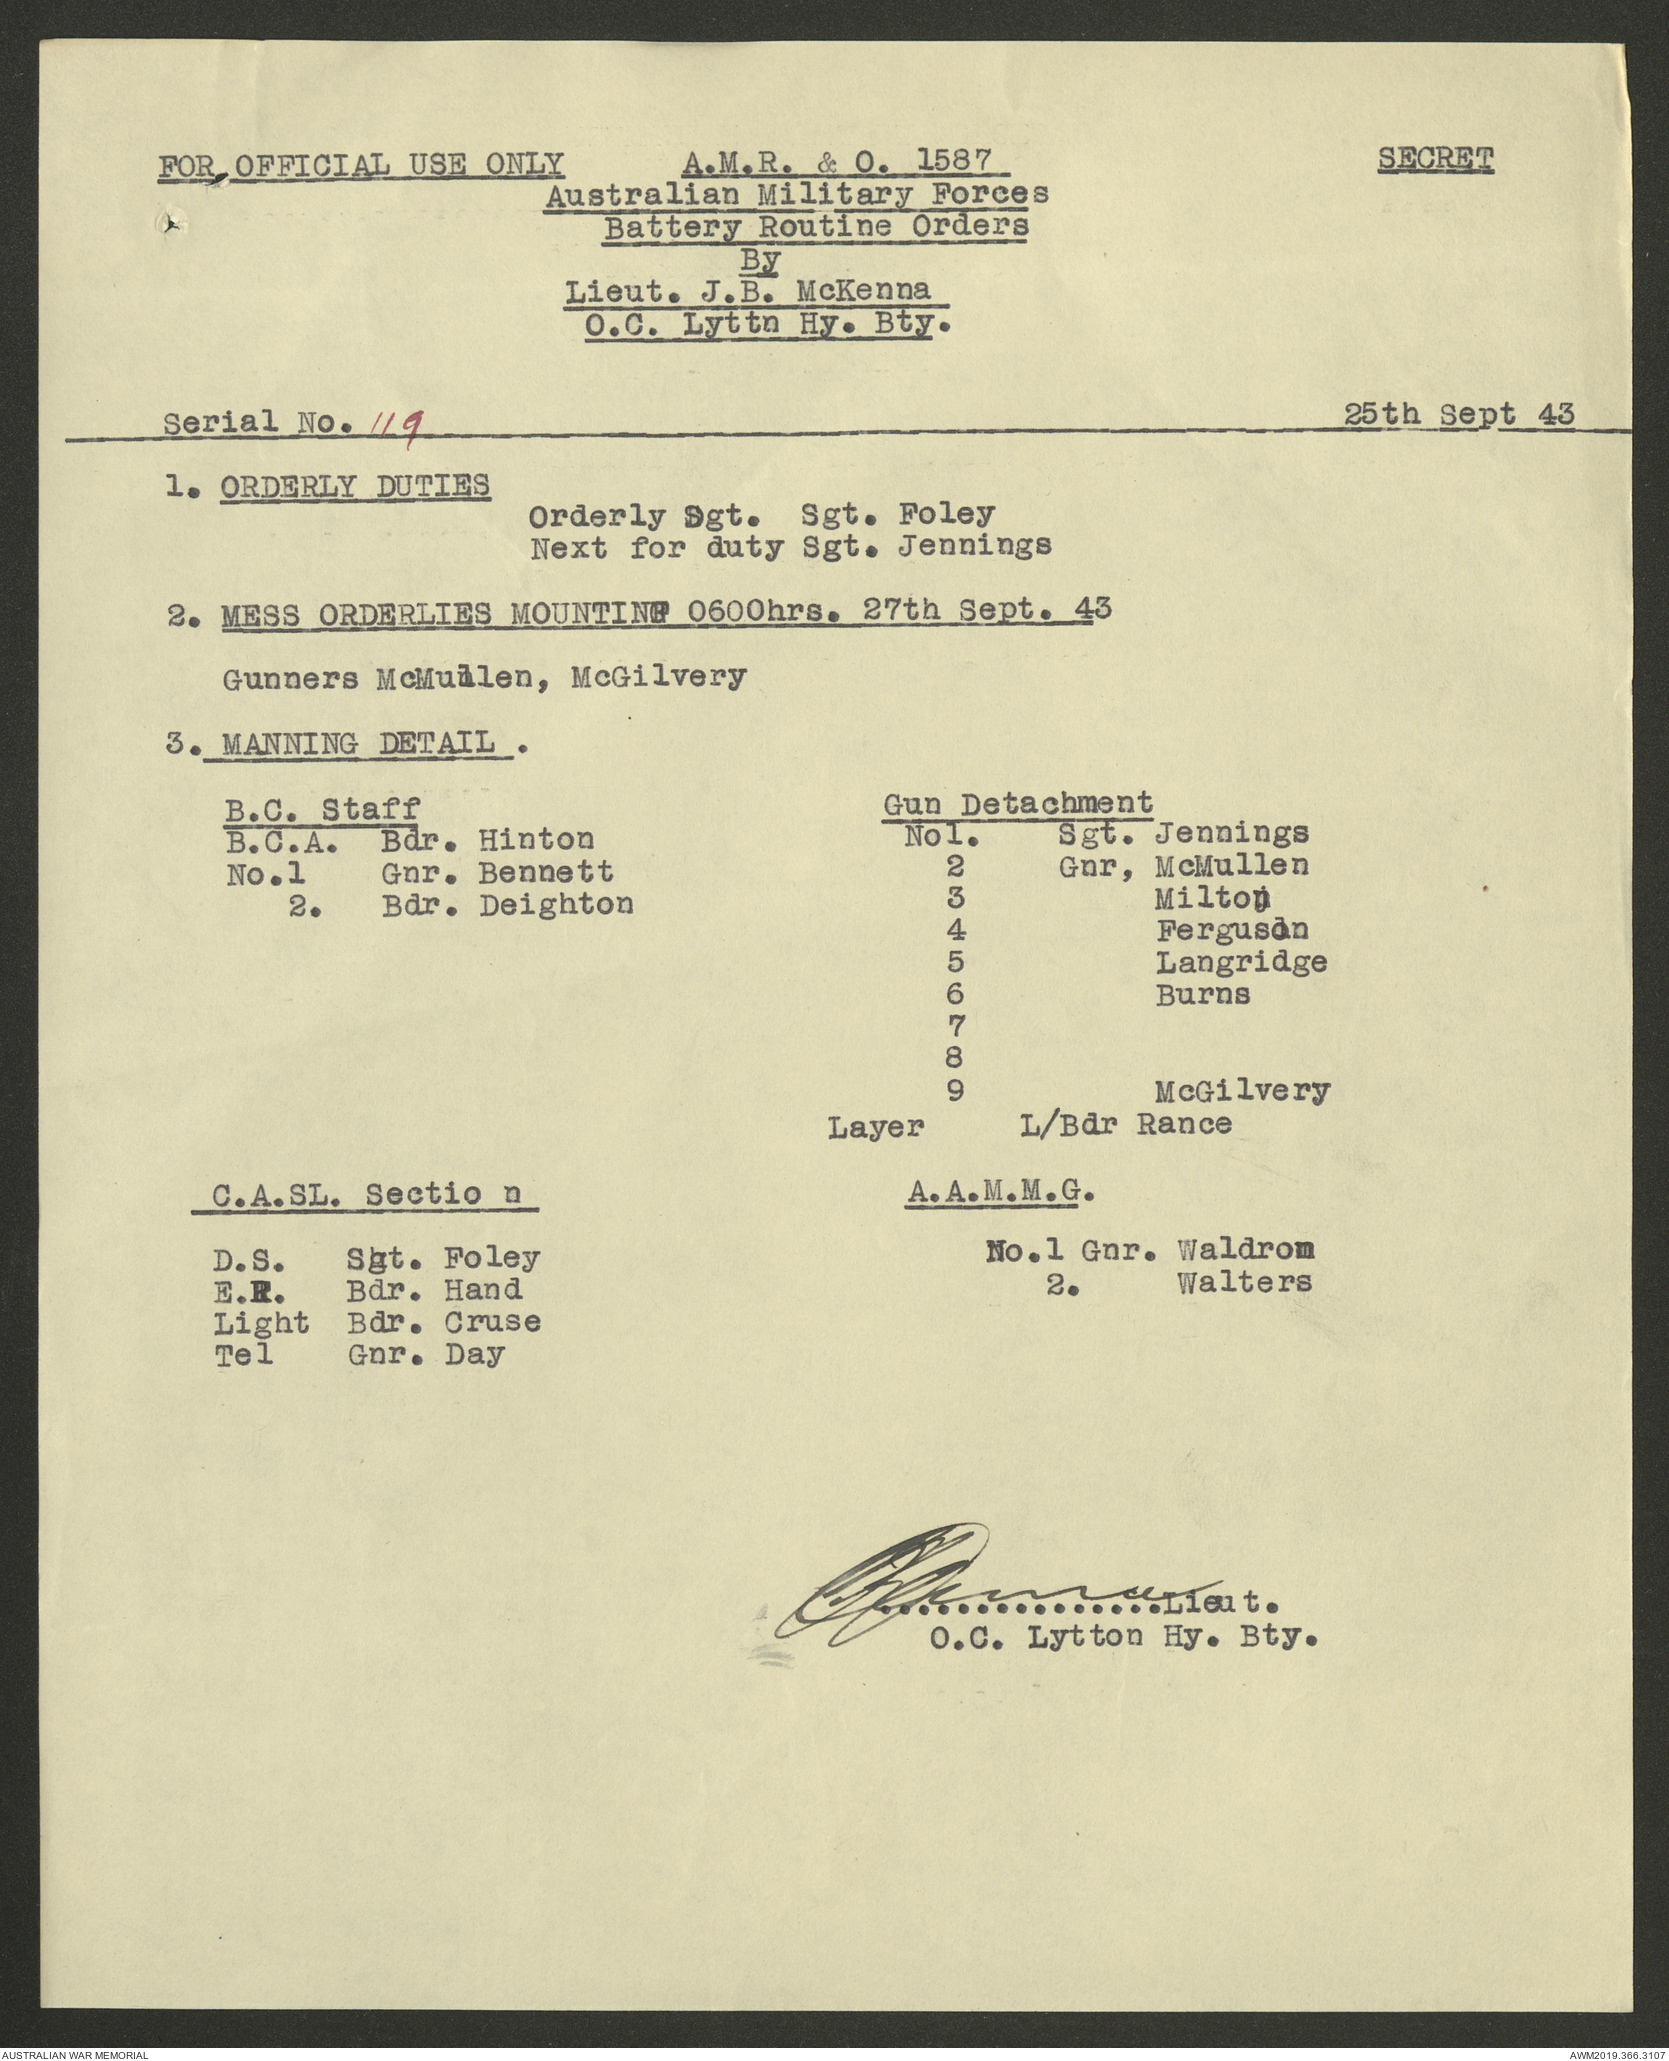 FOR OFFICIAL USE ONLY A.M.R. & O. 1587 SECRET
Australian Military Forces
Battery Routine Orders
By
Lieut. J.B. McKenna
O.C. Lyttn Hy. Bty.
Serial No. 119 25th Sept 43
1. ORDERLY DUTIES
Orderly Sgt. Sgt. Foley
Next for duty Sgt. Jennings
2. MESS ORDERLIES MOUNTING 0600hrs. 27th Sept. 43
Gunners McMullen, McGilvery
3. MANNING DETAIL .
B.C. Staff
B.C.A. Bdr. Hinton
No.1 Gnr. Bennett
2. Bdr. Deighton
Gun Detachment
No1. Sgt. Jennings
2 Gnr, McMullen
3 Milton
4 Ferguson
5 Langridge
6 Burns
7
8
9 McGilvery
Layer L/Bdr Rance
C.A.SL. Sectio n
D.S. Sgt. Foley
E.R. Bdr. Hand
Light Bdr. Cruse
Tel Gnr. Day
A.A.M.M.G.
No.1 Gnr. Waldron
2. Walters
................Lieut.
O.C. Lytton Hy. Bty.
AUSTRALIAN WAR MEMORIAL AWM2019.366.3107